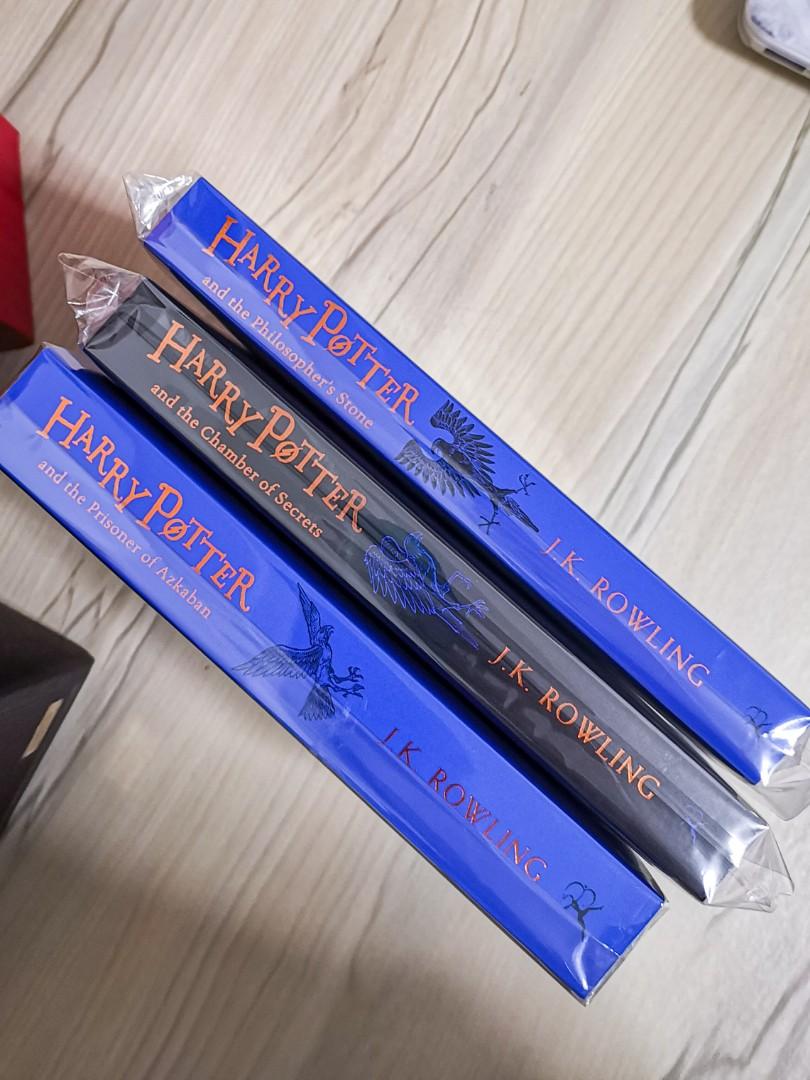 HARRY POTTER
and the Philosopher's Stone
J.K. ROWLING
HARRY POTTER
and the Chamber of Secrets
J.K. ROWLING
HARRY POTTER
and the Prisoner of Azkaban
J.K. ROWLING